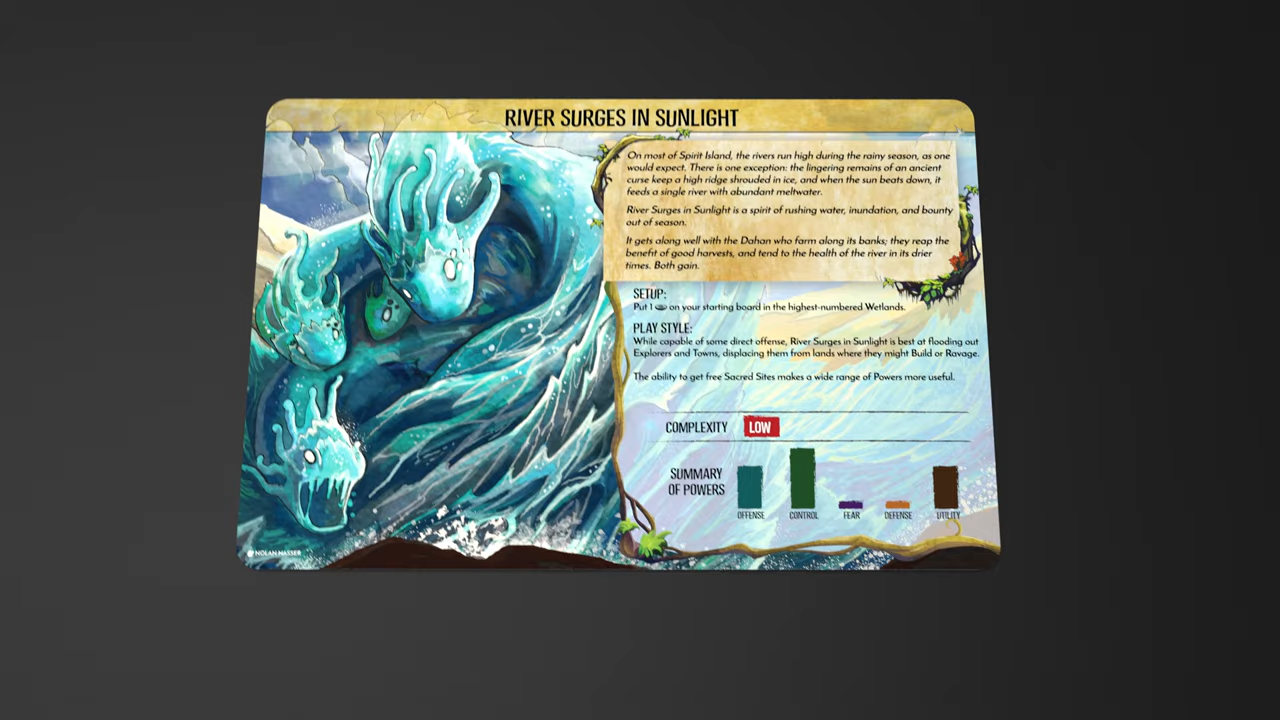 RIVER SURGES IN SUNLIGHT
On most of Spirit Island, the rivers run high during the rainy season, as one
would expect. There is one exception: the lingering remains of an ancient
curse keep a high ridge shrouded in ice, and when the sun beats down, it
feeds a single river with abundant meltwater.
River Surges in Sunlight is a spirit of rushing water, inundation, and bounty
out of season.
It gets along well with the Dahan who farm along its banks; they reap the
benefit of good harvests, and tend to the health of the river in its drier
times. Both gain.
SETUP:
Put 1 on your starting board in the highest-numbered Wetlands.
PLAY STYLE:
While capable of some direct offense, River Surges in Sunlight is best at flooding out
Explorers and Towns, displacing them from lands where they might Build or Ravage.
The ability to get free Sacred Sites makes a wide range of Powers more useful.
COMPLEXITY LOW
SUMMARY
OF POWERS
OFFENSE CONTROL FEAR DEFENSE UTILITY
NOLAN NASSER